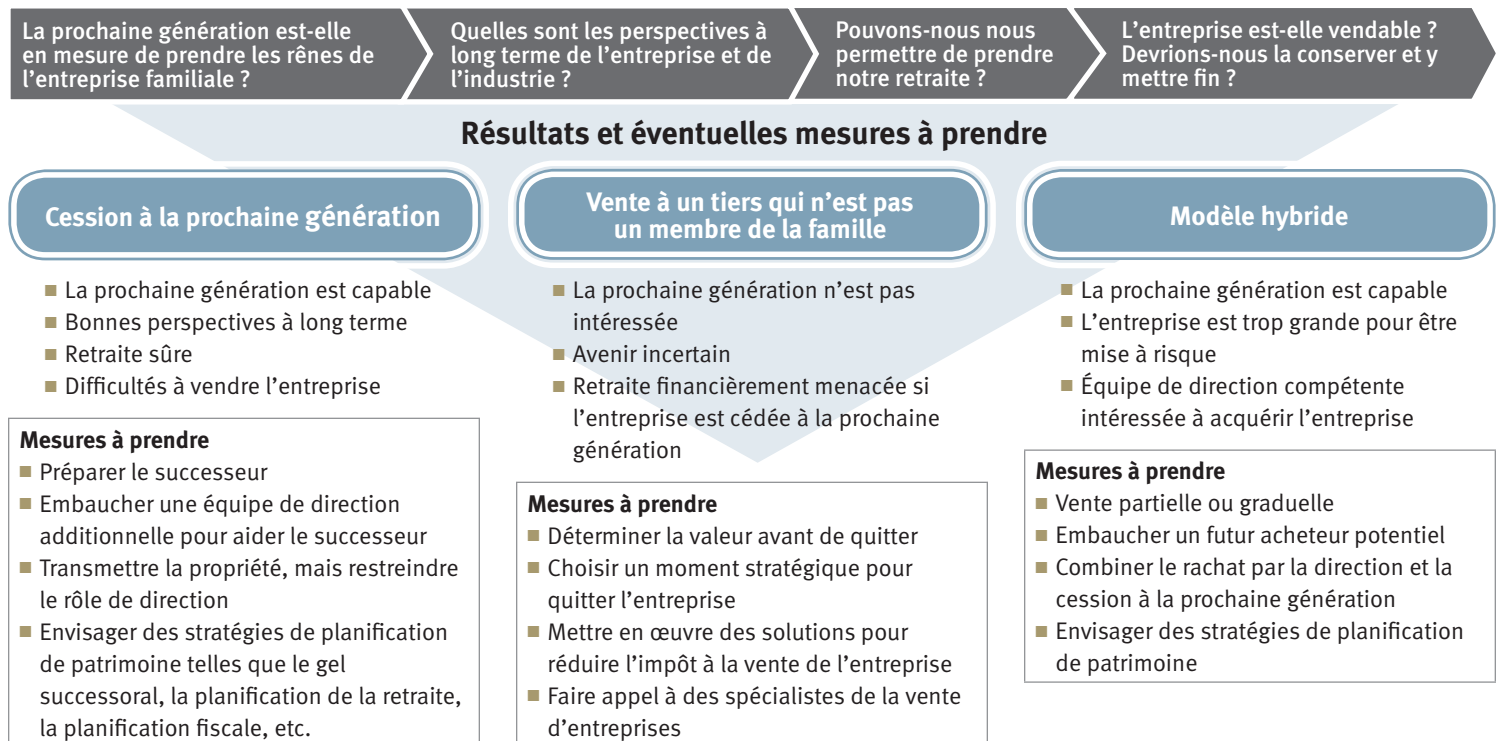 La prochaine génération est-elle
en mesure de prendre les rênes de
l’entreprise familiale ?
Quelles sont les perspectives à
long terme de l’entreprise et de
l’industrie ?
Pouvons-nous nous
permettre de prendre
notre retraite ?
L’entreprise est-elle vendable ?
Devrions-nous la conserver et y
mettre fin ?
Résultats et éventuelles mesures à prendre
Cession à la prochaine génération
■ La prochaine génération est capable
■ Bonnes perspectives à long terme
■ Retraite sûre
■ Difficultés à vendre l’entreprise
Mesures à prendre
■ Préparer le successeur
■ Embaucher une équipe de direction
additionnelle pour aider le successeur
■ Transmettre la propriété, mais restreindre
le rôle de direction
■ Envisager des stratégies de planification
de patrimoine telles que le gel
successoral, la planification de la retraite,
la planification fiscale, etc.
Vente à un tiers qui n’est pas
un membre de la famille
■ La prochaine génération n’est pas
intéressée
■ Avenir incertain
■ Retraite financièrement menacée si
l’entreprise est cédée à la prochaine
génération
Mesures à prendre
■ Déterminer la valeur avant de quitter
■ Choisir un moment stratégique pour
quitter l’entreprise
■ Mettre en œuvre des solutions pour
réduire l’impôt à la vente de l’entreprise
■ Faire appel à des spécialistes de la vente
d’entreprises
Modèle hybride
■ La prochaine génération est capable
■ L’entreprise est trop grande pour être
mise à risque
■ Équipe de direction compétente
intéressée à acquérir l’entreprise
Mesures à prendre
■ Vente partielle ou graduelle
■ Embaucher un futur acheteur potentiel
■ Combiner le rachat par la direction et la
cession à la prochaine génération
■ Envisager des stratégies de planification
de patrimoine